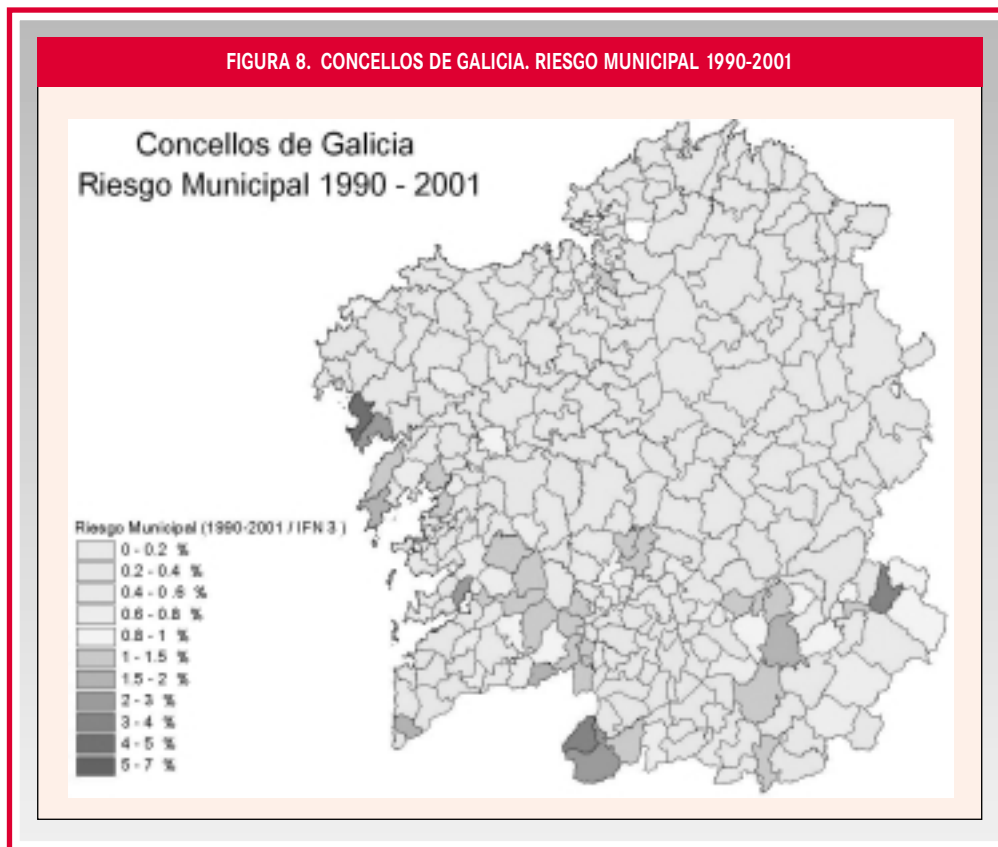 FIGURA 8. CONCELLOS DE GALICIA. RIESGO MUNICIPAL 1990-2001
Concellos de Galicia
Riesgo Municipal 1990 - 2001
Riesgo Municipal (1990-2001 / IFN 3 )
0 - 0.2 %
0.2 - 0.4 %
0.4 - 0.6 %
0.6 - 0.8 %
0.8 - 1 %
1 - 1.5 %
1.5 - 2 %
2 - 3 %
3 - 4 %
4 - 5 %
5 - 7 %